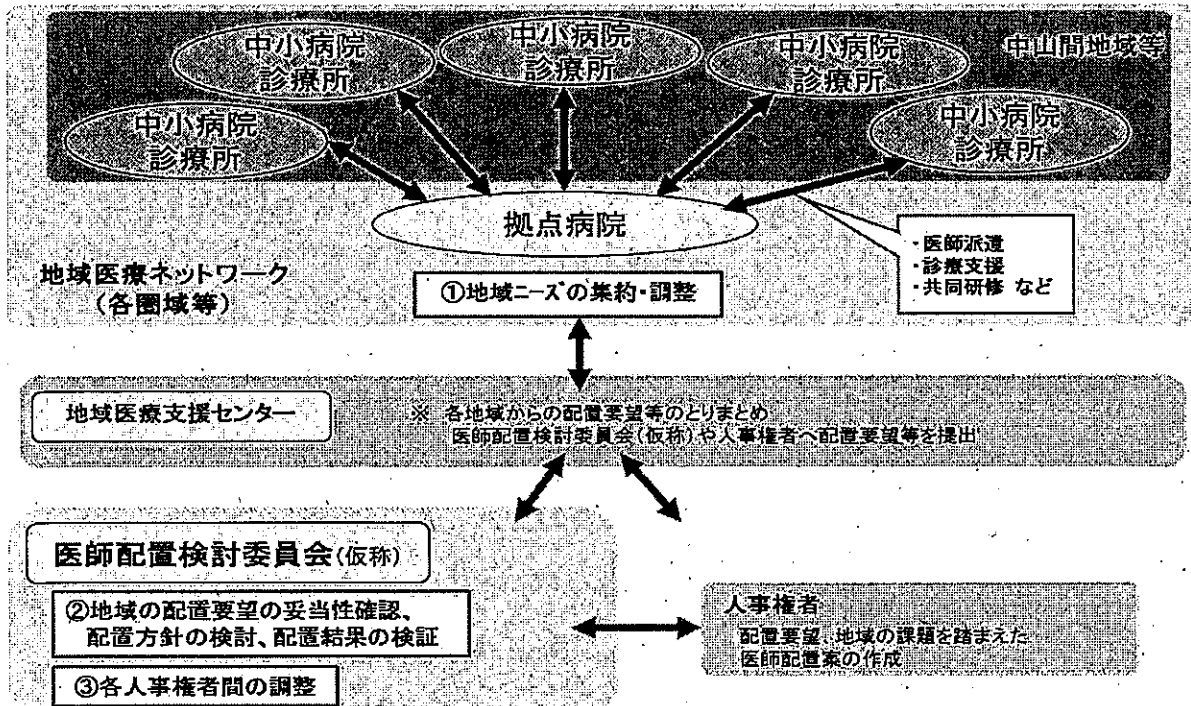 中小病院
診療所
中小病院
診療所
中小病院
診療所
中山間地域等
中小病院
診療所
中小病院
診療所
拠点病院
・医師派遣
・診療支援
・共同研修 など
地域医療ネットワーク
(各圏域等)
①地域ニーズの集約・調整
地域医療支援センター
※ 各地域からの配置要望等のとりまとめ
医師配置検討委員会(仮称)や人事権者へ配置要望等を提出
医師配置検討委員会(仮称)
②地域の配置要望の妥当性確認、
配置方針の検討、配置結果の検証
③各人事権者間の調整
人事権者
配置要望、地域の課題を踏まえた
医師配置案の作成